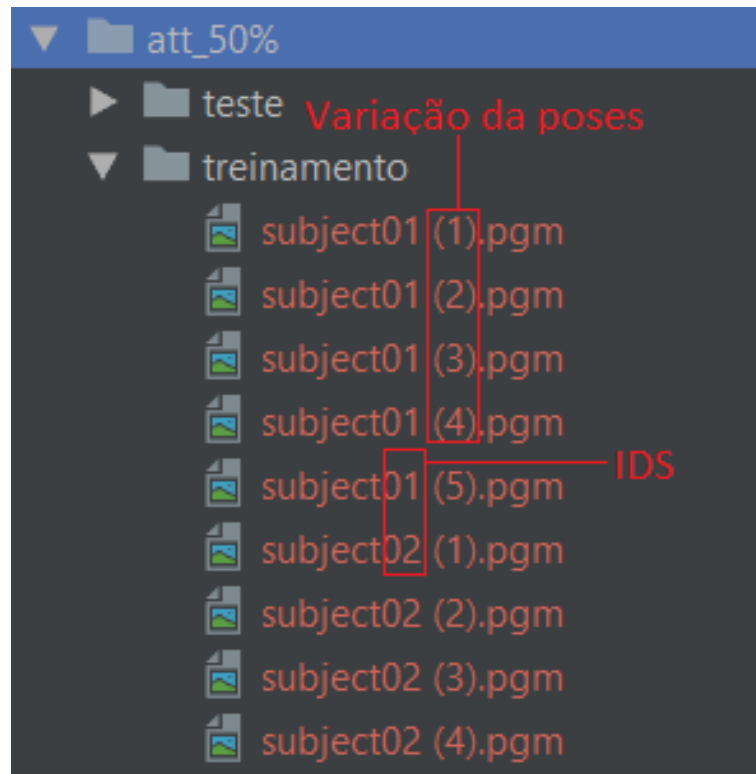 att_50%
teste
Variação da poses
treinamento
subject01 (1).pgm
subject01 (2).pgm
subject01 (3).pgm
subject01 (4).pgm
subject01 (5).pgm
IDS
subject02 (1).pgm
subject02 (2).pgm
subject02 (3).pgm
subject02 (4).pgm